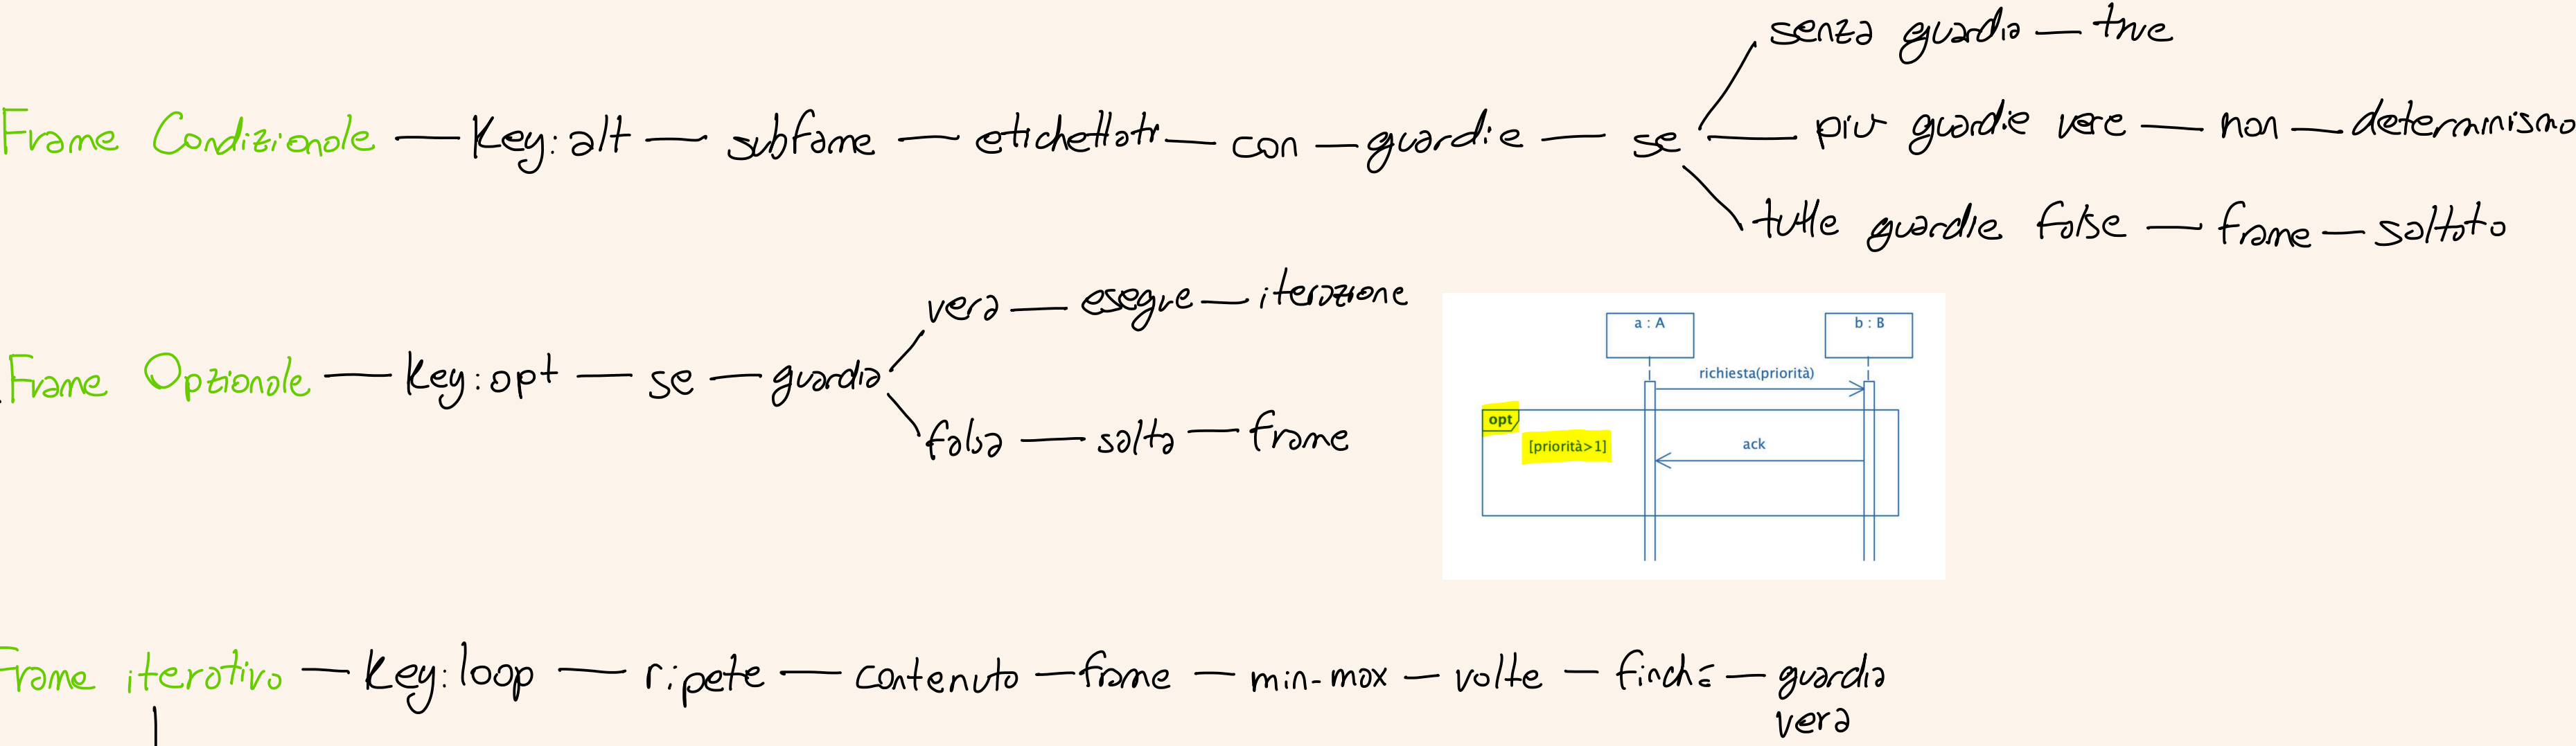 senza guardia — true
Frame Condizionale — Key: alt — subfame — etichettati — con — guardie — se — più guardie vere — non — determinismo
tutte guardie false — frame — saltato
vera — esegue — iterazione
Frame Opzionale — Key: opt — se — guardia
falsa — salta — frame
a : A
b : B
richiesta(priorità)
opt
[priorità>1]
ack
Frame iterativo — Key: loop — ripete — contenuto — frame — min-max — volte — finchè — guardia
vera